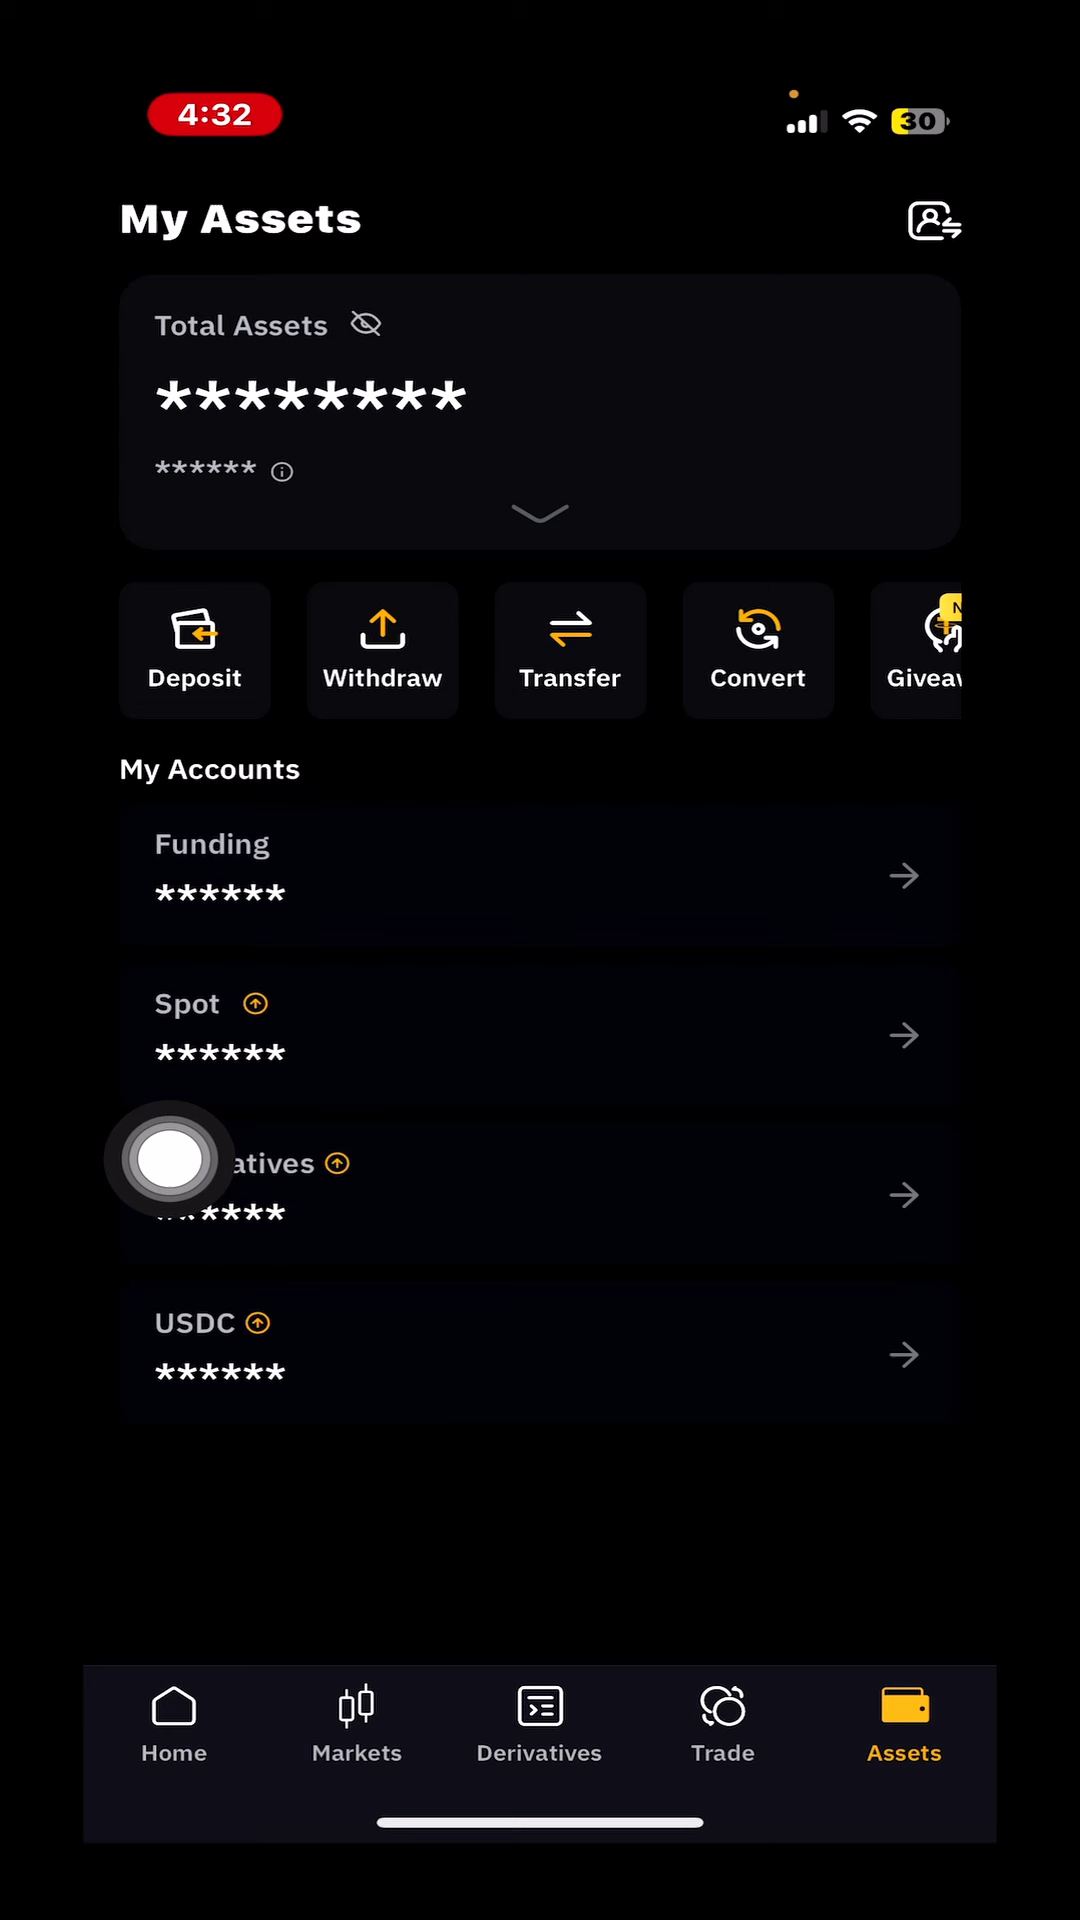 4:32
30
My Assets
Total Assets
********
******
Deposit
Withdraw
Transfer
Convert
My Accounts
Funding
******
Spot
******
atives
******
USDC
******
Home
Markets
Derivatives
Trade
Assets